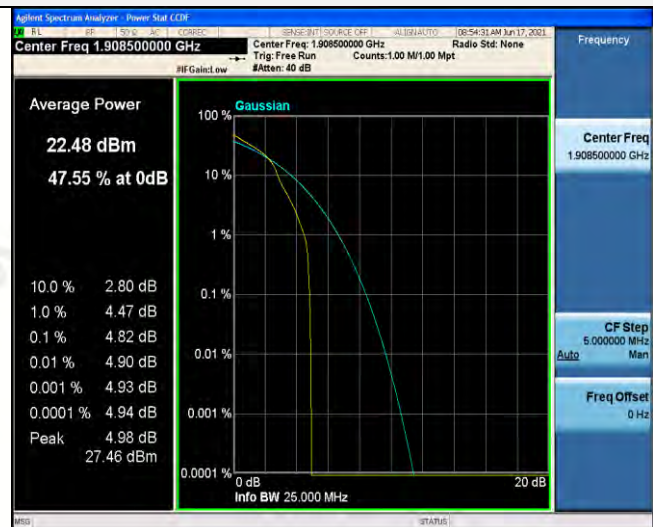 Agilent Spectrum Analyzer - Power Stat CCDF
RL RF 50 Ω AC CORREC SENSE:INT SOURCE OFF ALIGNAUTO 08:54:31 AM Jun 17, 2021
Center Freq 1.908500000 GHz
Center Freq: 1.908500000 GHz
Radio Std: None
Trig: Free Run
Counts:1.00 M/1.00 Mpt
#IFGain:Low
#Atten: 40 dB
Frequency
Average Power
22.48 dBm
47.55 % at 0dB
10.0 % 2.80 dB
1.0 % 4.47 dB
0.1 % 4.82 dB
0.01 % 4.90 dB
0.001 % 4.93 dB
0.0001 % 4.94 dB
Peak 4.98 dB
27.46 dBm
Gaussian
100 %
10 %
1 %
0.1 %
0.01 %
0.001 %
0.0001 %
0 dB
20 dB
Info BW 25.000 MHz
Center Freq
1.908500000 GHz
CF Step
5.000000 MHz
Auto Man
Freq Offset
0 Hz
MSG
STATUS